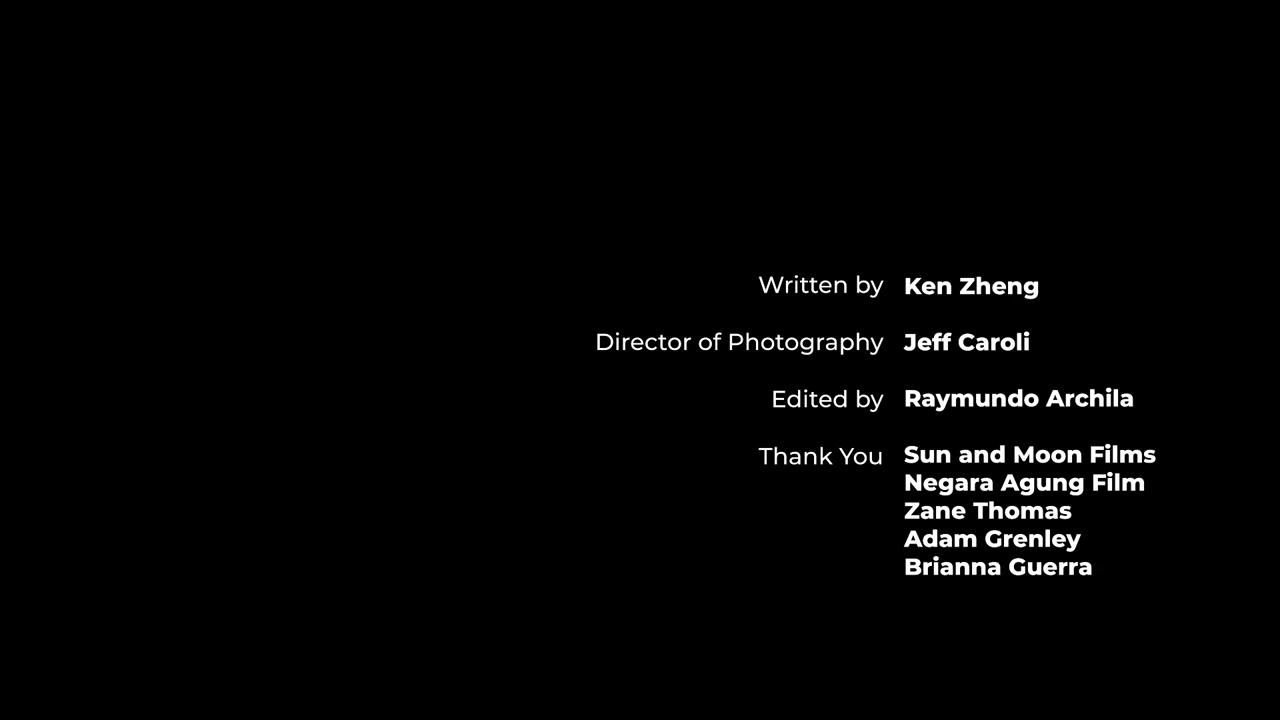 Written by Ken Zheng
Director of Photography Jeff Caroli
Edited by Raymundo Archila
Thank You Sun and Moon Films
Negara Agung Film
Zane Thomas
Adam Grenley
Brianna Guerra